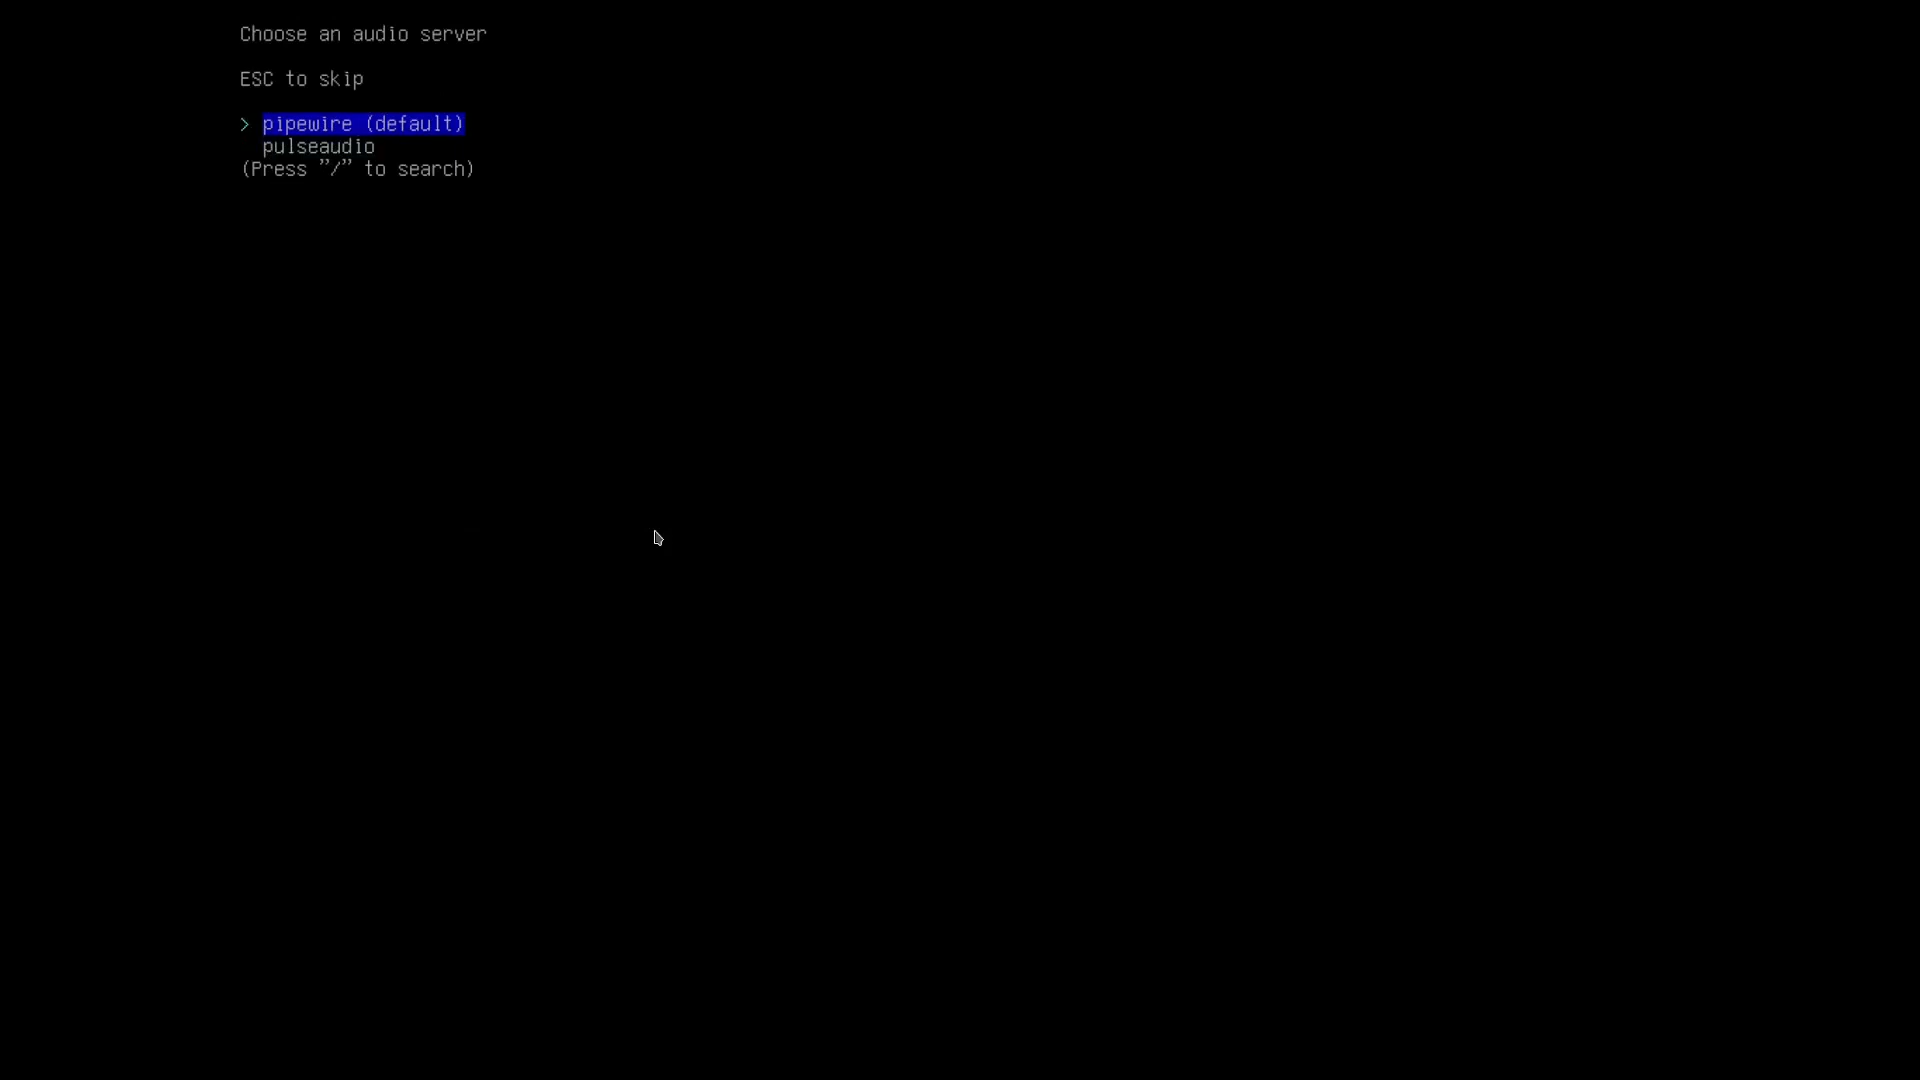 Choose an audio server
ESC to skip
> pipewire (default)
pulseaudio
(Press "/" to search)